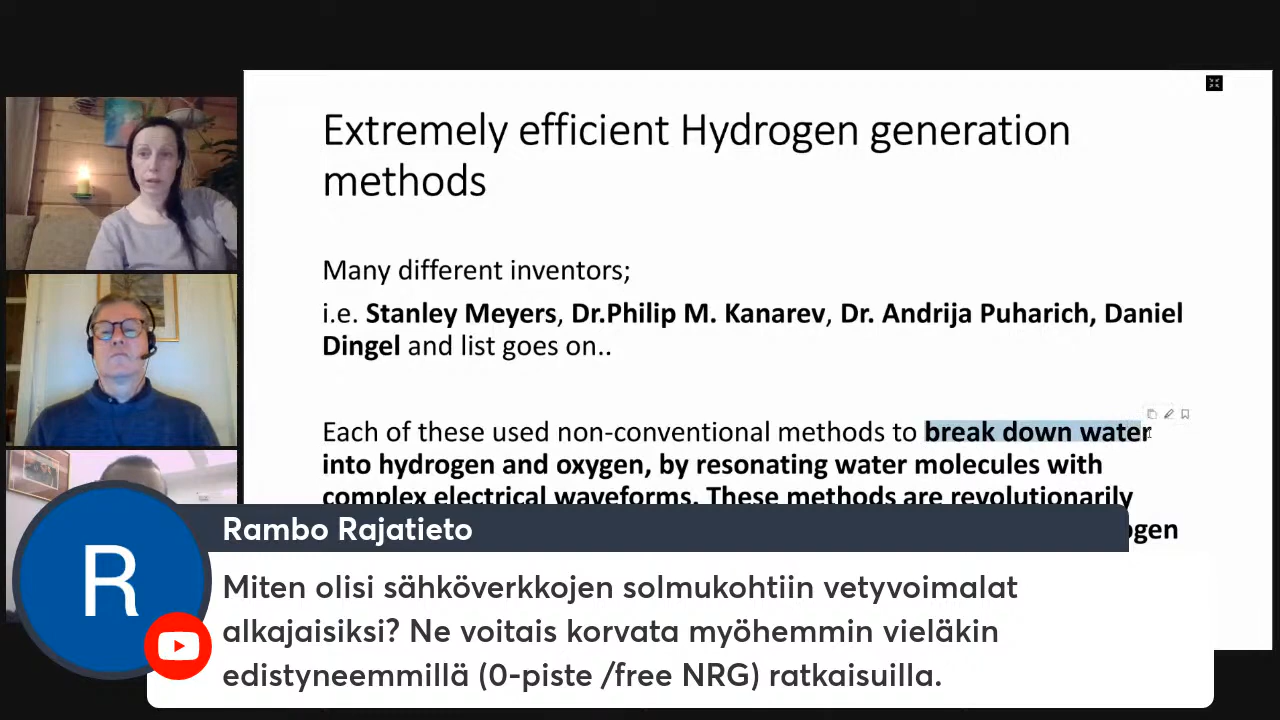 Extremely efficient Hydrogen generation
methods
Many different inventors;
i.e. Stanley Meyers, Dr.Philip M. Kanarev, Dr. Andrija Puharich, Daniel
Dingel and list goes on..
Each of these used non-conventional methods to break down water
into hydrogen and oxygen, by resonating water molecules with
complex electrical waveforms. These methods are revolutionarily
Rambo Rajatieto
R
Miten olisi sähköverkkojen solmukohtiin vetyvoimalat
alkajaisiksi? Ne voitais korvata myöhemmin vieläkin
edistyneemmillä (0-piste /free NRG) ratkaisuilla.